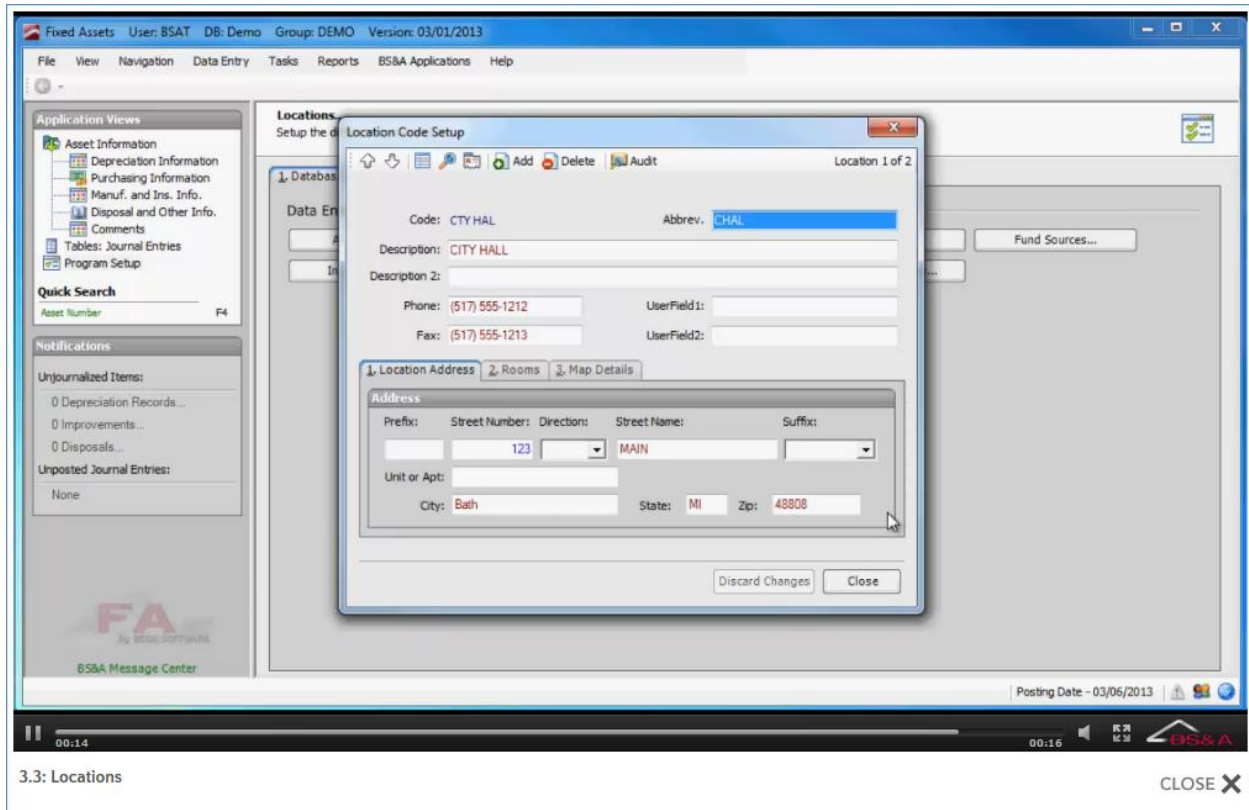 Fixed Assets User: BSAT DB: Demo Group: DEMO Version: 03/01/2013
File View Navigation Data Entry Tasks Reports BS&A Applications Help
Application Views
Asset Information
Depreciation Information
Purchasing Information
Manuf. and Ins. Info.
Disposal and Other Info.
Comments
Tables: Journal Entries
Program Setup
Quick Search
Asset Number F4
Notifications
Unjournalized Items:
0 Depreciation Records...
0 Improvements...
0 Disposals...
Unposted Journal Entries:
None
FA
BS&A Message Center
Locations
Setup the d
1. Databas
Data En
A
In
Fund Sources...
Location Code Setup
Add Delete Audit Location 1 of 2
Code: CTY HAL Abbrev. CHAL
Description: CITY HALL
Description 2:
Phone: (517) 555-1212 UserField1:
Fax: (517) 555-1213 UserField2:
1. Location Address 2. Rooms 3. Map Details
Address
Prefix: Street Number: Direction: Street Name: Suffix:
123 MAIN
Unit or Apt:
City: Bath State: MI Zip: 48808
Discard Changes Close
Posting Date - 03/06/2013
00:14 00:16 BS&A
3.3: Locations CLOSE